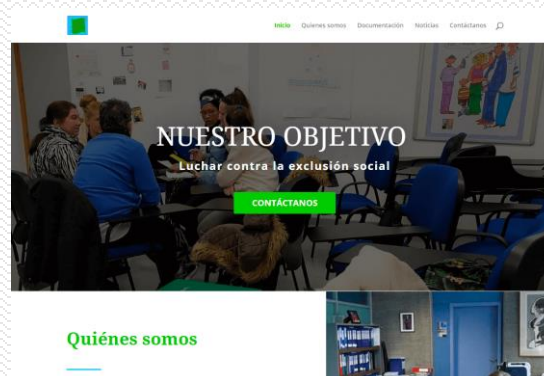 Inicio Quienes somos Documentación Noticias Contáctanos
NUESTRO OBJETIVO
Luchar contra la exclusión social
CONTÁCTANOS
Quiénes somos